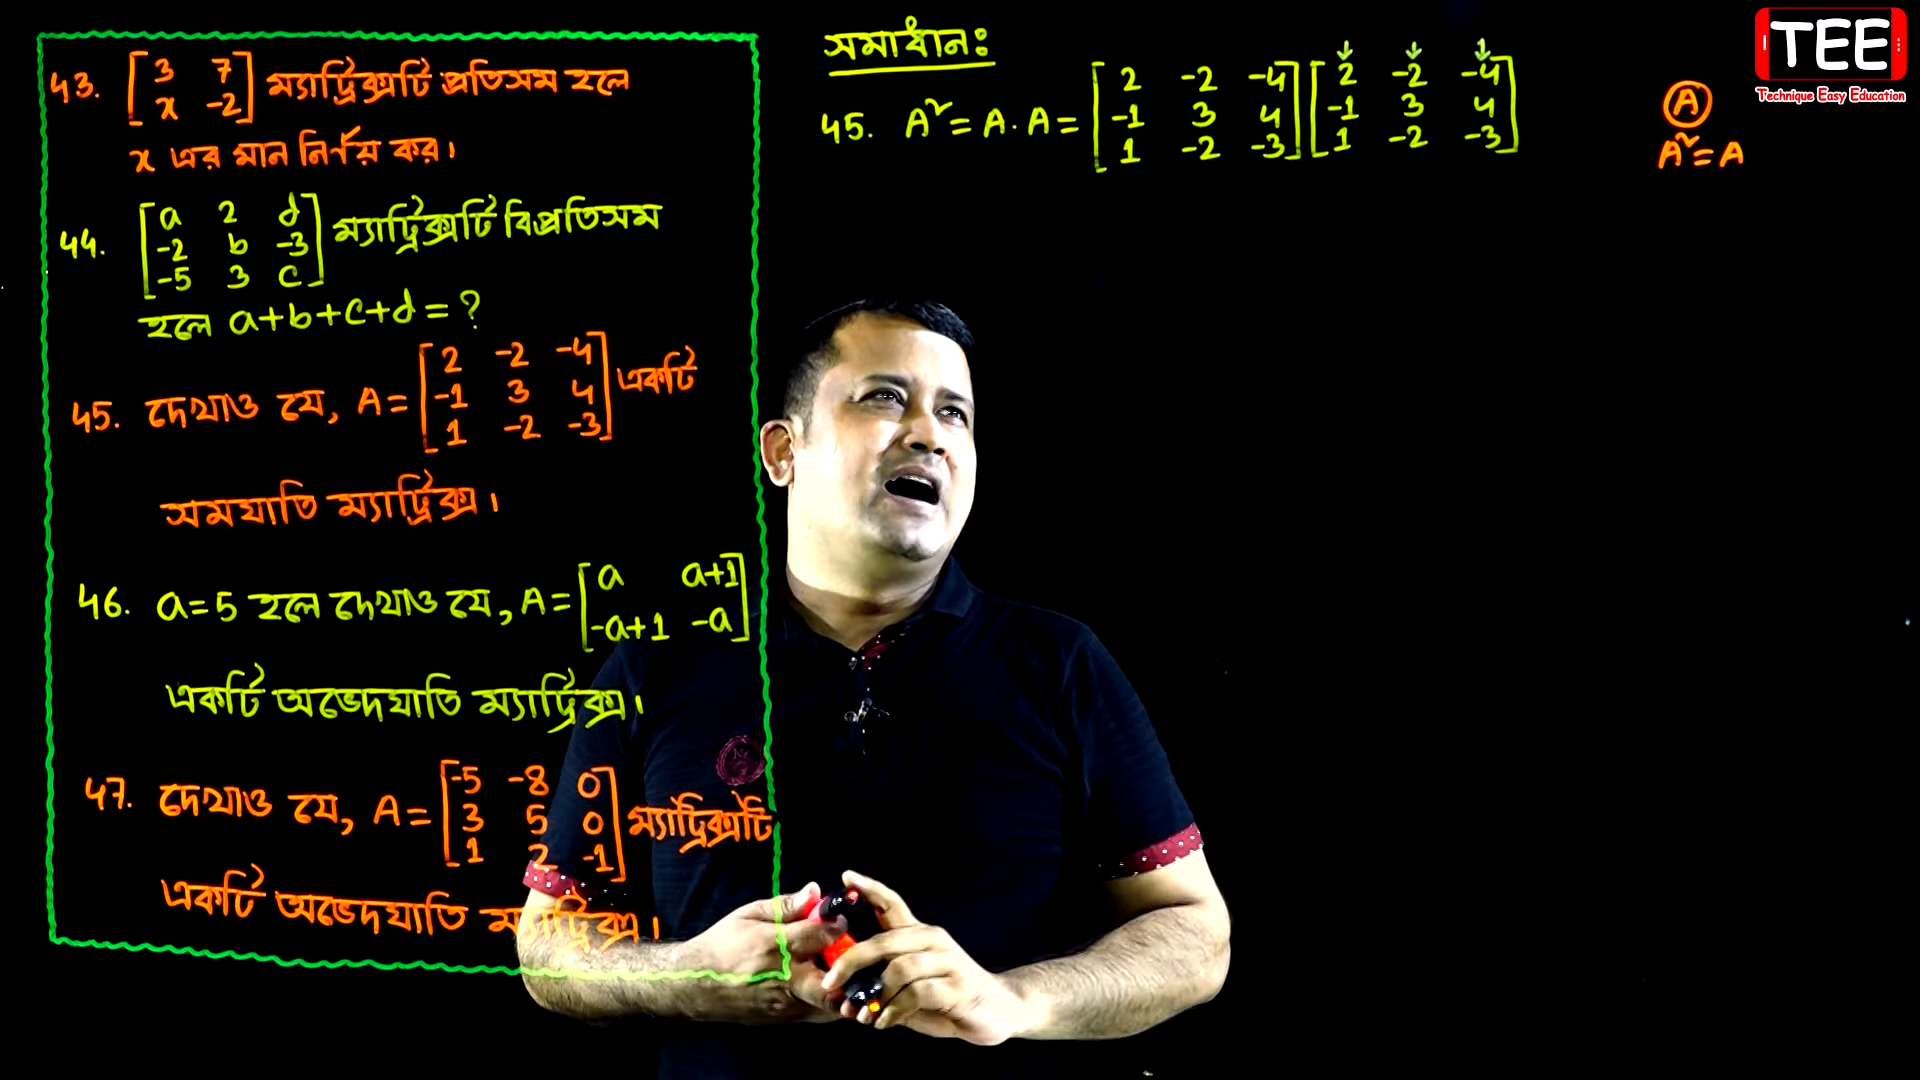 43. [3 7
x -2] ম্যাট্রিক্সটি প্রতিসম হলে
x এর মান নির্ণয় কর।
44. [a 2 d
-2 b -3
-5 3 c] ম্যাট্রিক্সটি বিপ্রতিসম
হলে a+b+c+d = ?
45. দেখাও যে, A = [2 -2 -4
-1 3 4
1 -2 -3] একটি
সমঘাতি ম্যাট্রিক্স।
46. a=5 হলে দেখাও যে, A = [a a+1
-a+1 -a]
একটি অভেদঘাতি ম্যাট্রিক্স।
47. দেখাও যে, A = [-5 -8 0
3 5 0
1 2 -1] ম্যাট্রিক্সটি
একটি অভেদঘাতি ম্যাট্রিক্স।
সমাধানঃ
45. A² = A.A = [2 -2 -4
-1 3 4
1 -2 -3] [2 -2 -4
-1 3 4
1 -2 -3]
A
A² = A
TEE
Technique Easy Education